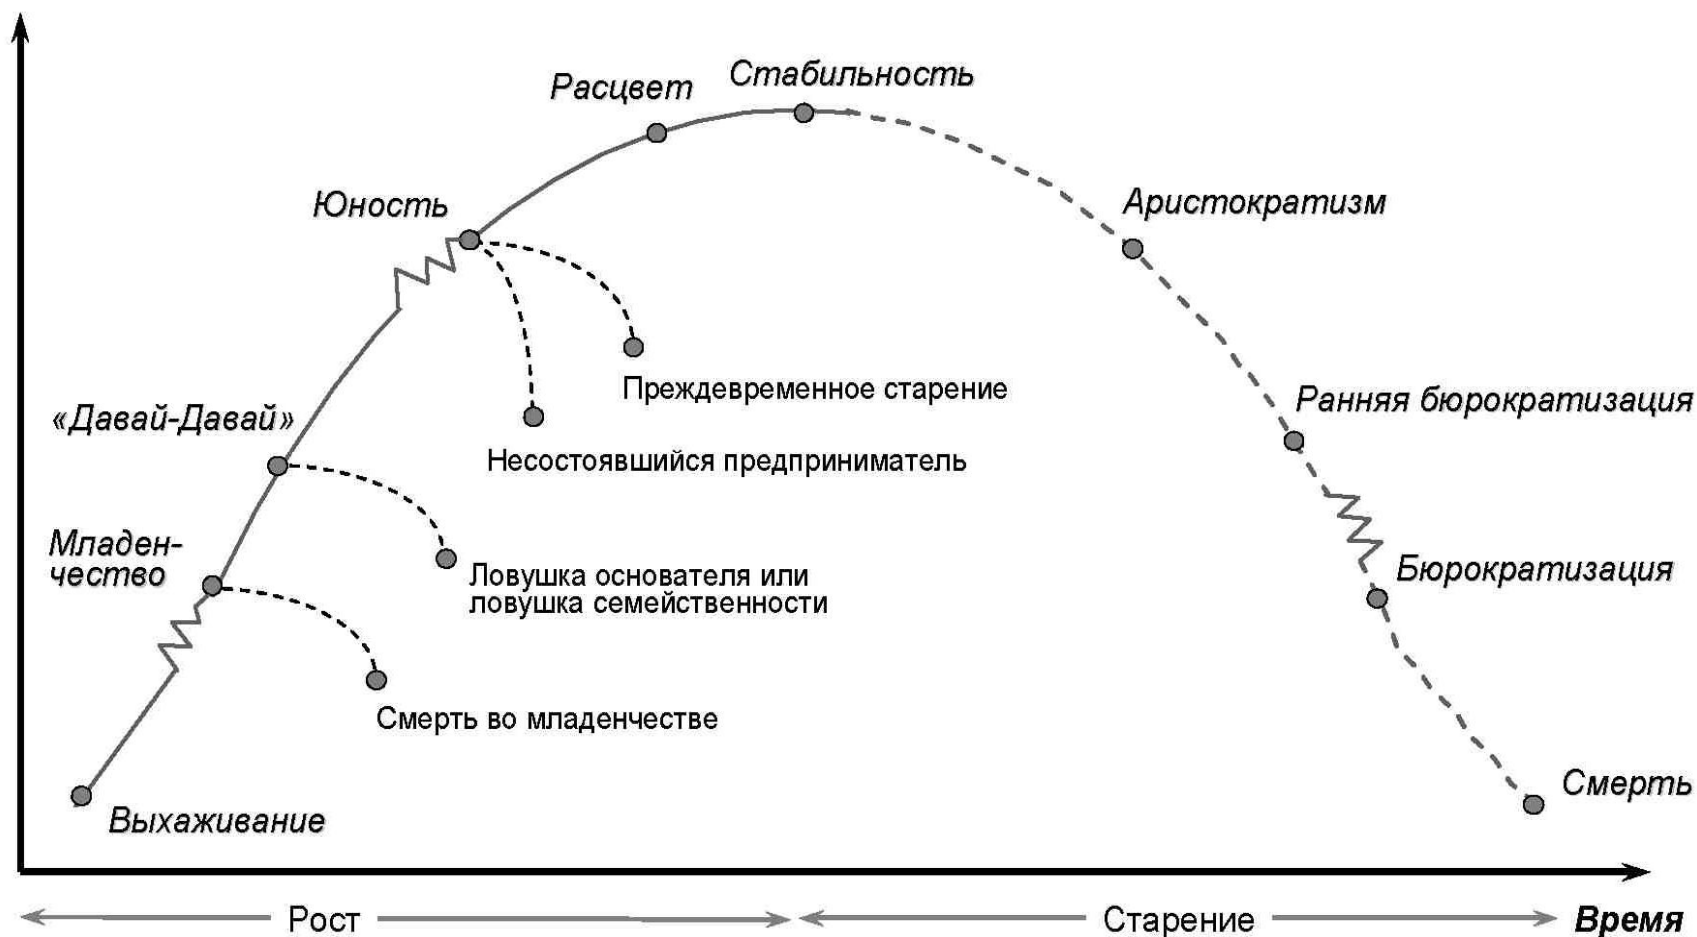 Стабильность
Расцвет
Юность
Аристократизм
Преждевременное старение
Ранняя бюрократизация
«Давай-Давай»
Несостоявшийся предприниматель
Младен-
чество
Ловушка основателя или
ловушка семейственности
Бюрократизация
Смерть во младенчестве
Смерть
Выхаживание
Рост
Старение
Время